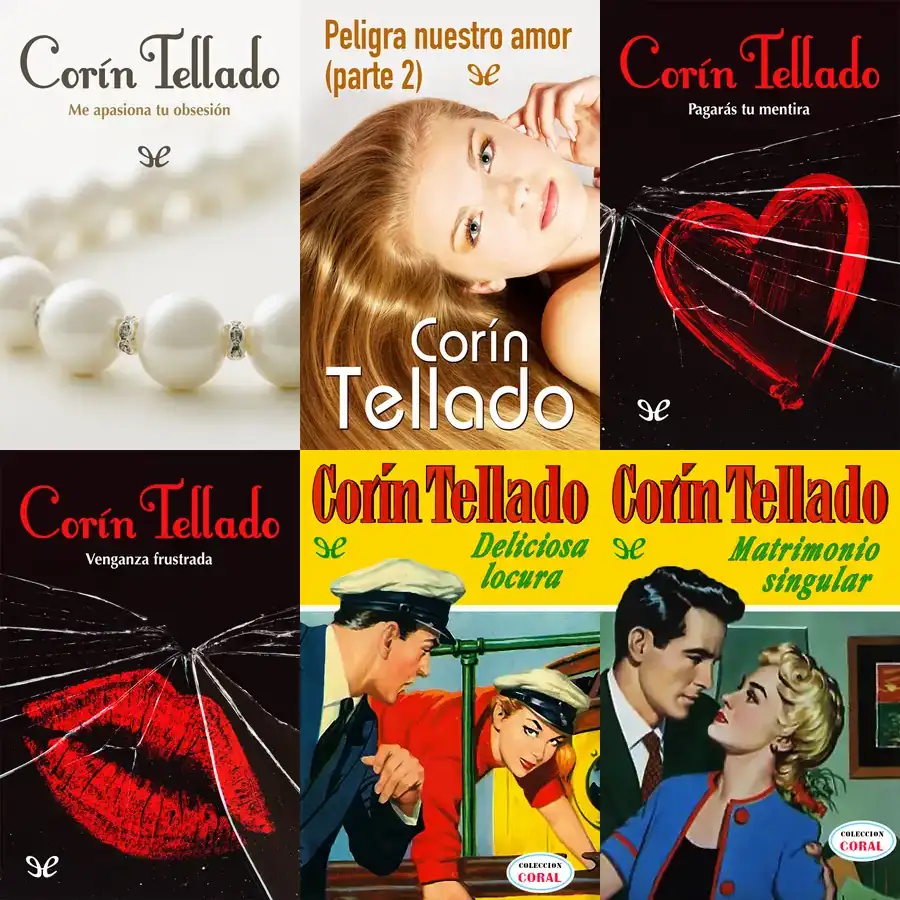 Corín Tellado
Me apasiona tu obsesión
Peligra nuestro amor
(parte 2)
Corín
Tellado
Corín Tellado
Pagarás tu mentira
Corín Tellado
Venganza frustrada
Corín Tellado
Deliciosa
locura
COLECCION
CORAL
Corín Tellado
Matrimonio
singular
COLECCION
CORAL